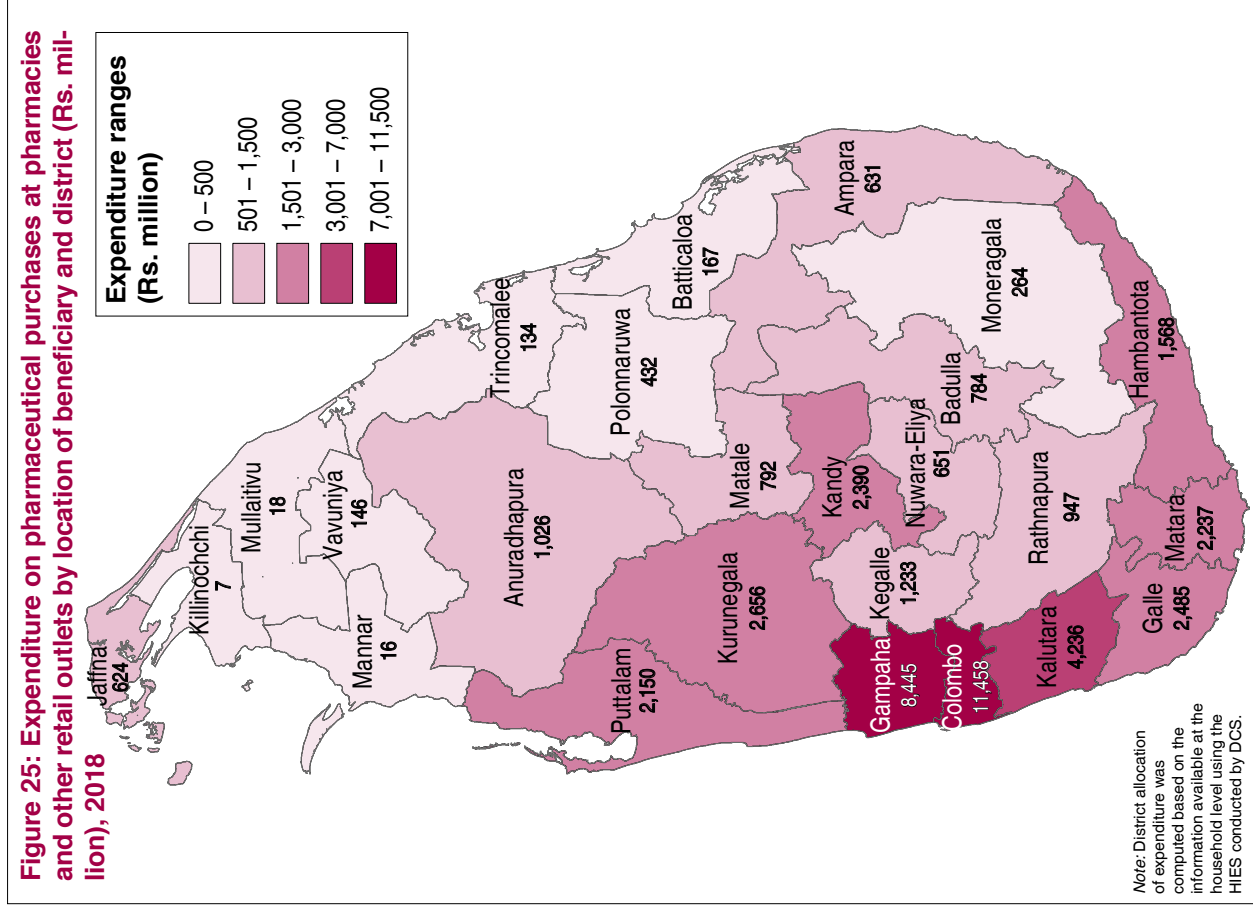 Figure 25: Expenditure on pharmaceutical purchases at pharmacies
and other retail outlets by location of beneficiary and district (Rs. mil-
lion), 2018
Expenditure ranges
(Rs. million)
0 – 500
501 – 1,500
1,501 – 3,000
3,001 – 7,000
7,001 – 11,500
Jaffna
624
Killinochchi
7
Mullaitivu
18
Vavuniya
146
Mannar
16
Anuradhapura
1,026
Trincomalee
134
Polonnaruwa
432
Batticaloa
167
Puttalam
2,150
Kurunegala
2,656
Matale
792
Ampara
631
Kandy
2,390
Kegalle
1,233
Nuwara-Eliya
651
Badulla
784
Moneragala
264
Gampahal
8,445
Colombo
11,458
Kalutara
4,236
Rathnapura
947
Hambantota
1,568
Galle
2,485
Matara
2,237
Note: District allocation
of expenditure was
computed based on the
information available at the
household level using the
HIES conducted by DCS.